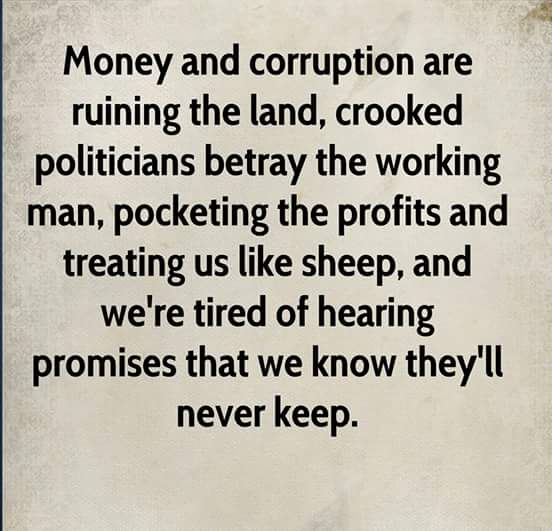 Money and corruption are
ruining the land, crooked
politicians betray the working
man, pocketing the profits and
treating us like sheep, and
we're tired of hearing
promises that we know they'll
never keep.